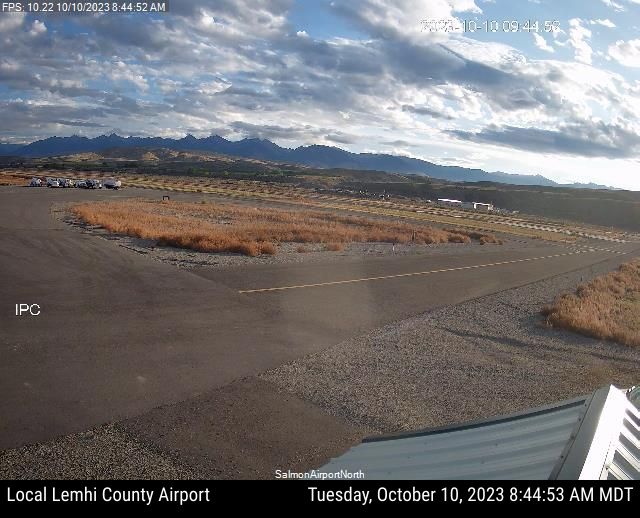 FPS: 10.22 10/10/2023 8:44:52 AM
2023-10-10 09:44:53
IPC
SalmonAirportNorth
Local Lemhi County Airport
Tuesday, October 10, 2023 8:44:53 AM MDT